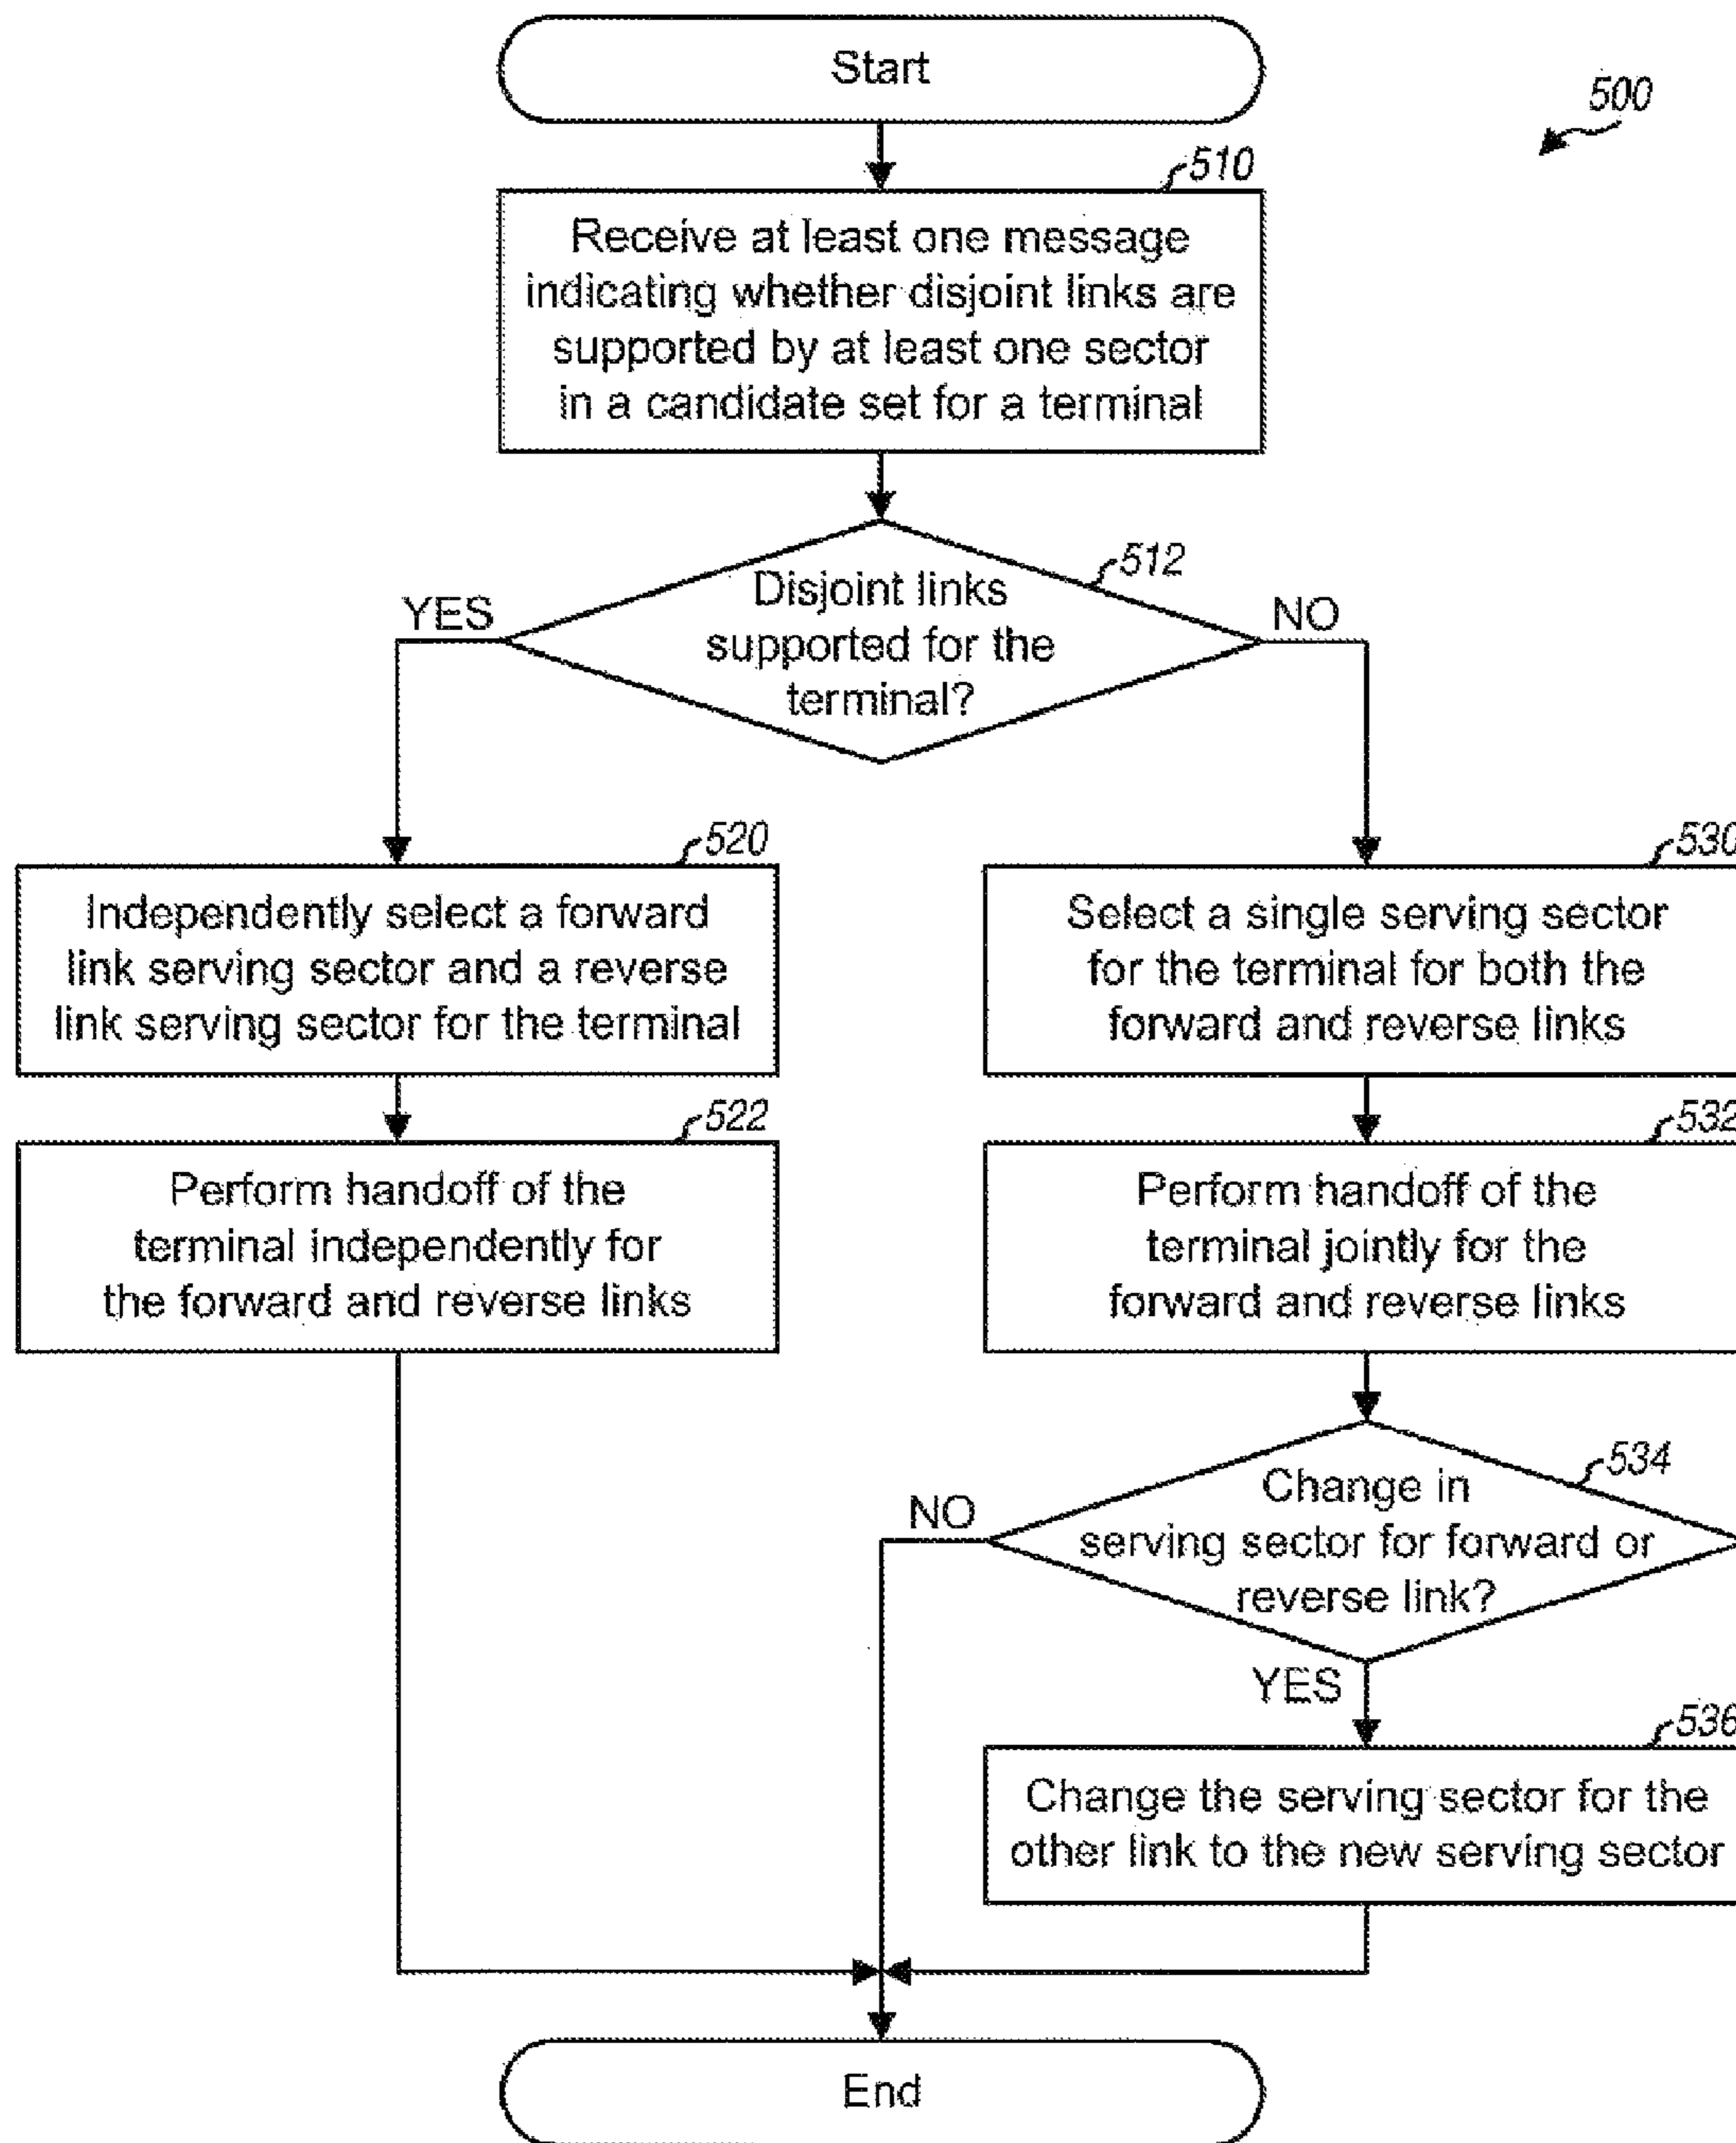 Start
500
510
Receive at least one message
indicating whether disjoint links are
supported by at least one sector
in a candidate set for a terminal
512
Disjoint links
supported for the
terminal?
YES
NO
520
Independently select a forward
link serving sector and a reverse
link serving sector for the terminal
530
Select a single serving sector
for the terminal for both the
forward and reverse links
522
Perform handoff of the
terminal independently for
the forward and reverse links
532
Perform handoff of the
terminal jointly for the
forward and reverse links
534
Change in
serving sector for forward or
reverse link?
NO
YES
536
Change the serving sector for the
other link to the new serving sector
End